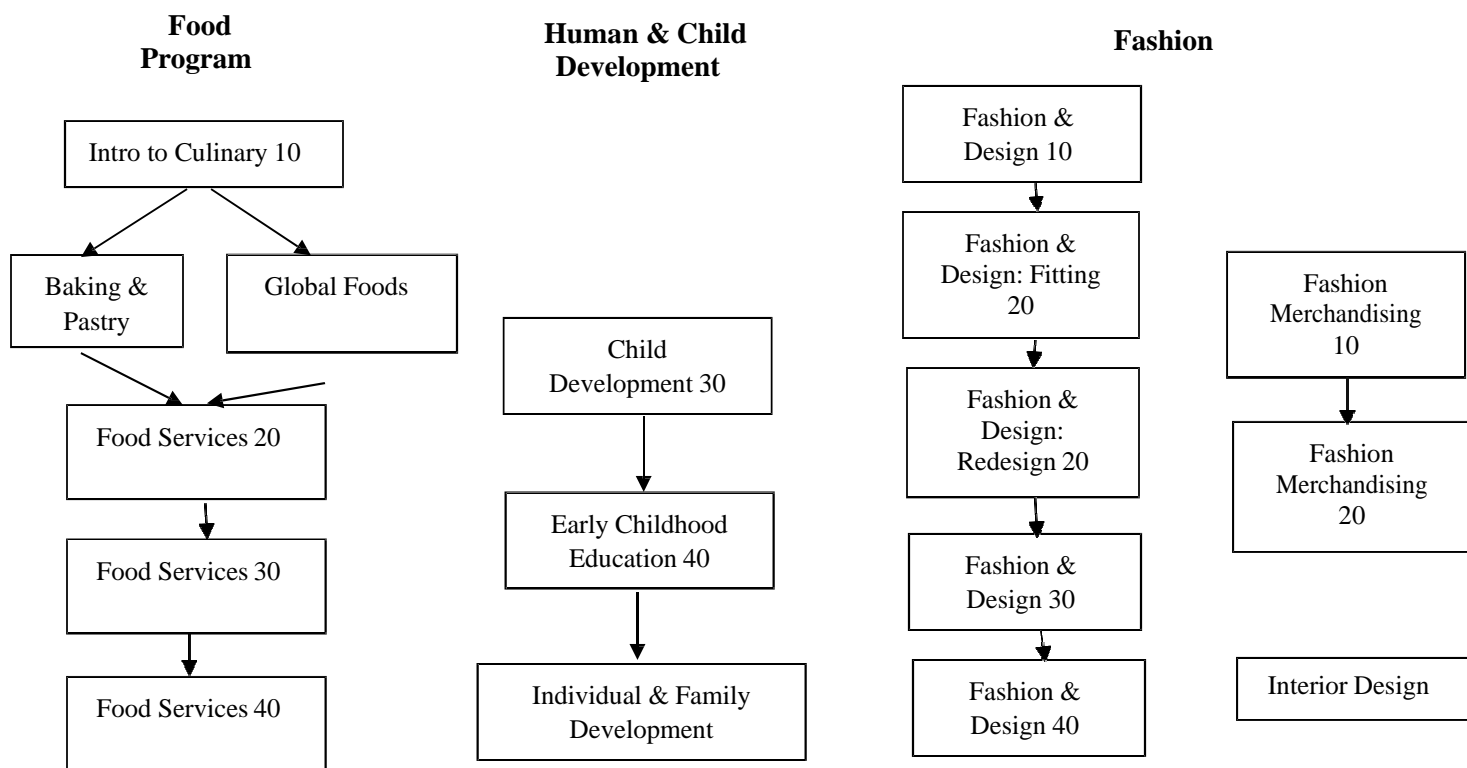 Food
Program
Human & Child
Development
Fashion
Intro to Culinary 10
Baking &
Pastry
Global Foods
Food Services 20
Food Services 30
Food Services 40
Child
Development 30
Early Childhood
Education 40
Individual & Family
Development
Fashion &
Design 10
Fashion &
Design: Fitting
20
Fashion &
Design:
Redesign 20
Fashion &
Design 30
Fashion &
Design 40
Fashion
Merchandising
10
Fashion
Merchandising
20
Interior Design